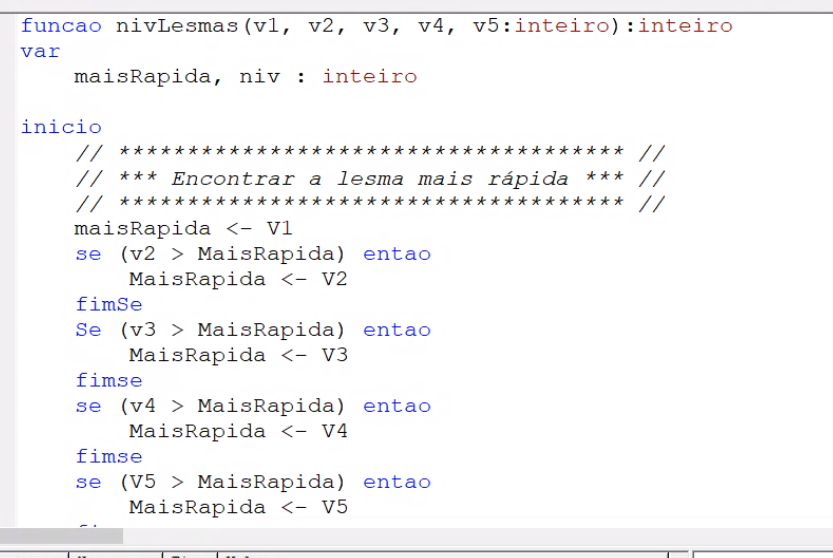 funcao nivLesmas(v1, v2, v3, v4, v5:inteiro):inteiro
var
maisRapida, niv : inteiro
inicio
// ************************************* //
// *** Encontrar a lesma mais rápida *** //
// ************************************* //
maisRapida <- V1
se (v2 > MaisRapida) entao
MaisRapida <- V2
fimSe
Se (v3 > MaisRapida) entao
MaisRapida <- V3
fimse
se (v4 > MaisRapida) entao
MaisRapida <- V4
fimse
se (V5 > MaisRapida) entao
MaisRapida <- V5